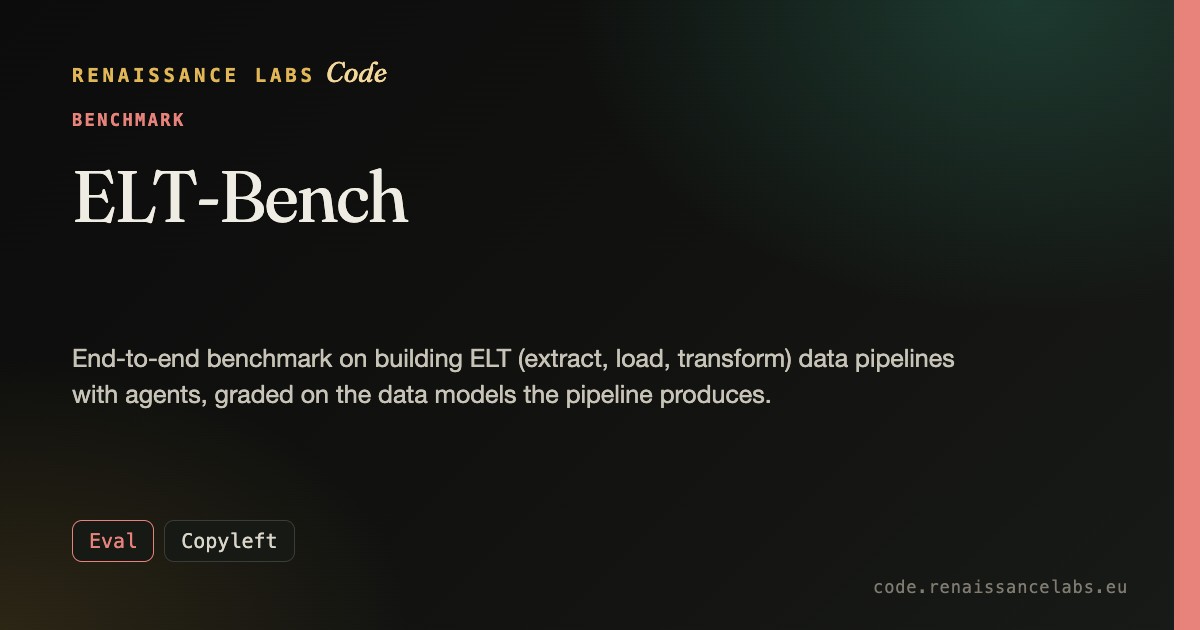 RENAISSANCE LABS Code
BENCHMARK
ELT-Bench
End-to-end benchmark on building ELT (extract, load, transform) data pipelines
with agents, graded on the data models the pipeline produces.
Eval Copyleft
code.renaissancelabs.eu